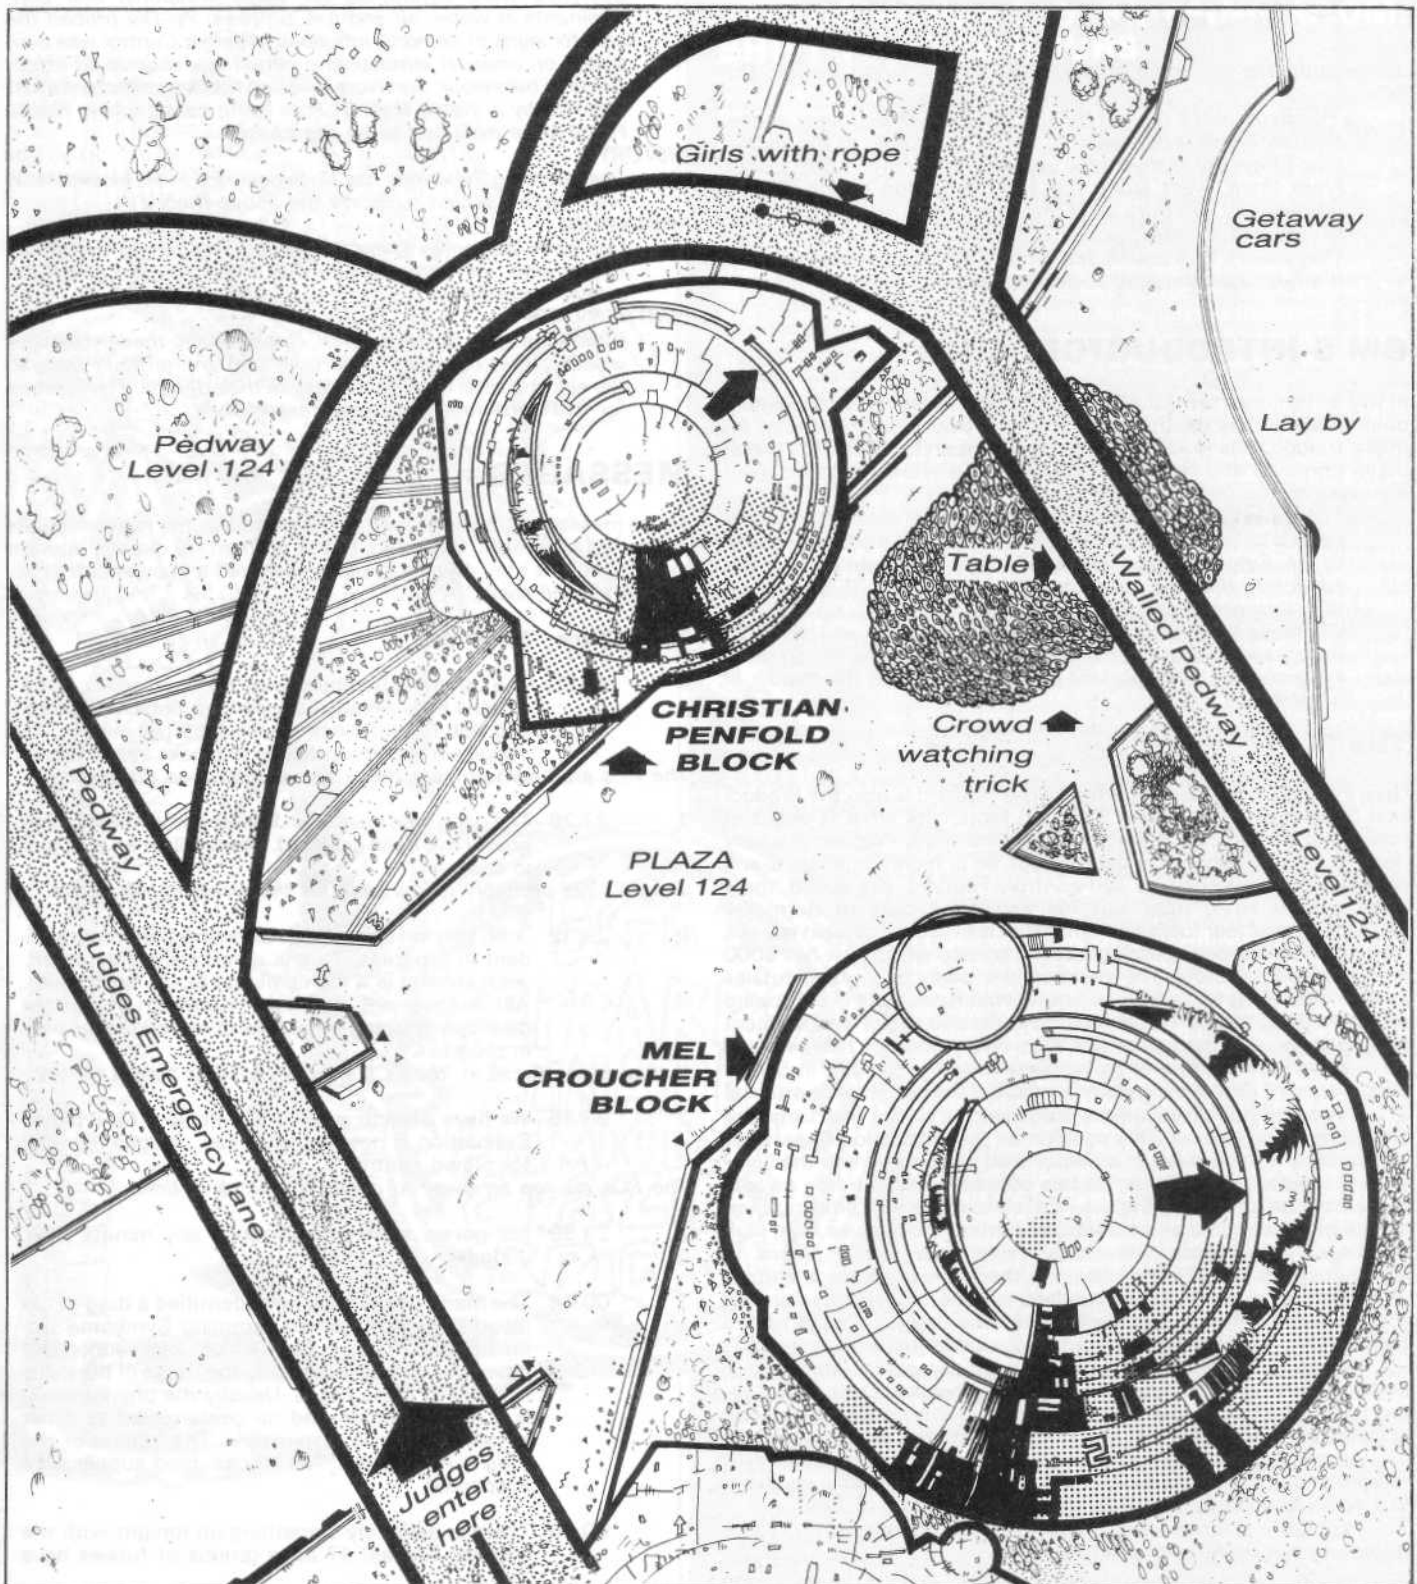 Girls with rope
Getaway
cars
Pedway
Level 124
Lay by
Table
Walled Pedway
CHRISTIAN
PENFOLD
BLOCK
Crowd
watching
trick
Pedway
PLAZA
Level 124
Level 124
Judges Emergency lane
MEL
CROUCHER
BLOCK
Judges
enter
here